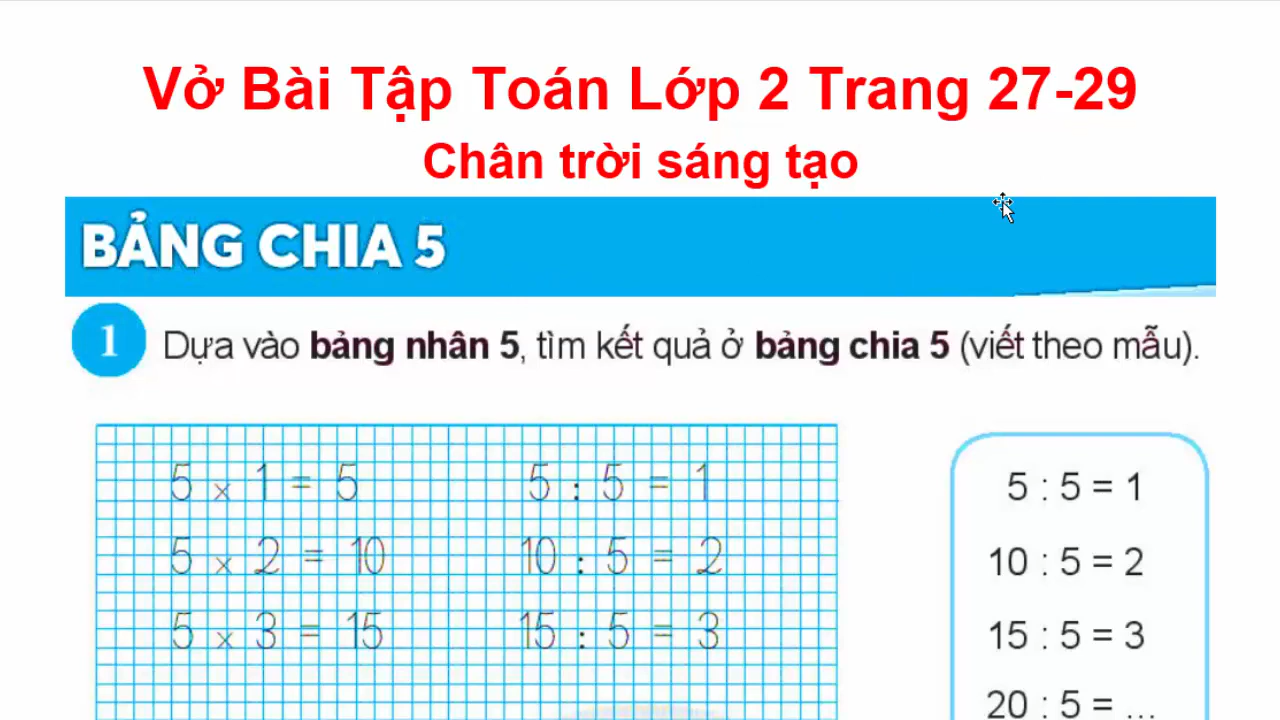 Vở Bài Tập Toán Lớp 2 Trang 27-29
Chân trời sáng tạo
BẢNG CHIA 5
1 Dựa vào bảng nhân 5, tìm kết quả ở bảng chia 5 (viết theo mẫu).
5 × 1 = 5 5 : 5 = 1
5 × 2 = 10 10 : 5 = 2
5 × 3 = 15 15 : 5 = 3
5 : 5 = 1
10 : 5 = 2
15 : 5 = 3
20 : 5 = ...